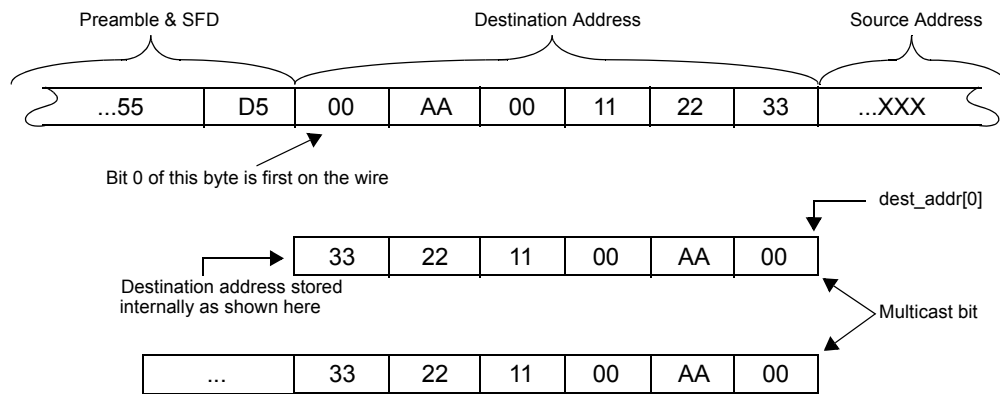 Preamble & SFD
Destination Address
Source Address
...55 D5 00 AA 00 11 22 33 ...XXX
Bit 0 of this byte is first on the wire
dest_addr[0]
33 22 11 00 AA 00
Destination address stored
internally as shown here
Multicast bit
... 33 22 11 00 AA 00